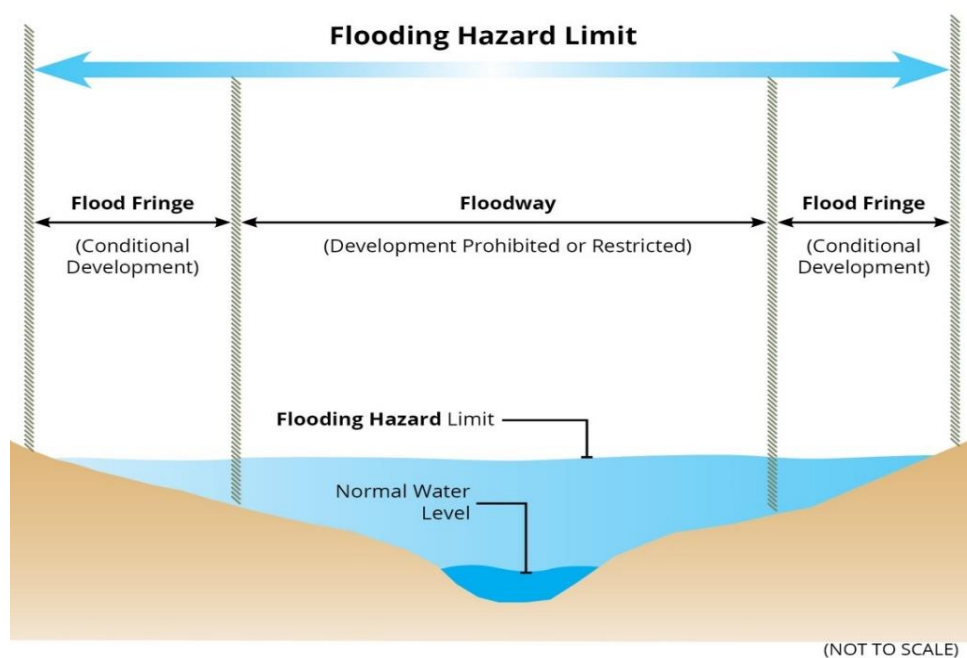 Flooding Hazard Limit
Flood Fringe
(Conditional
Development)
Floodway
(Development Prohibited or Restricted)
Flood Fringe
(Conditional
Development)
Flooding Hazard Limit
Normal Water
Level
(NOT TO SCALE)